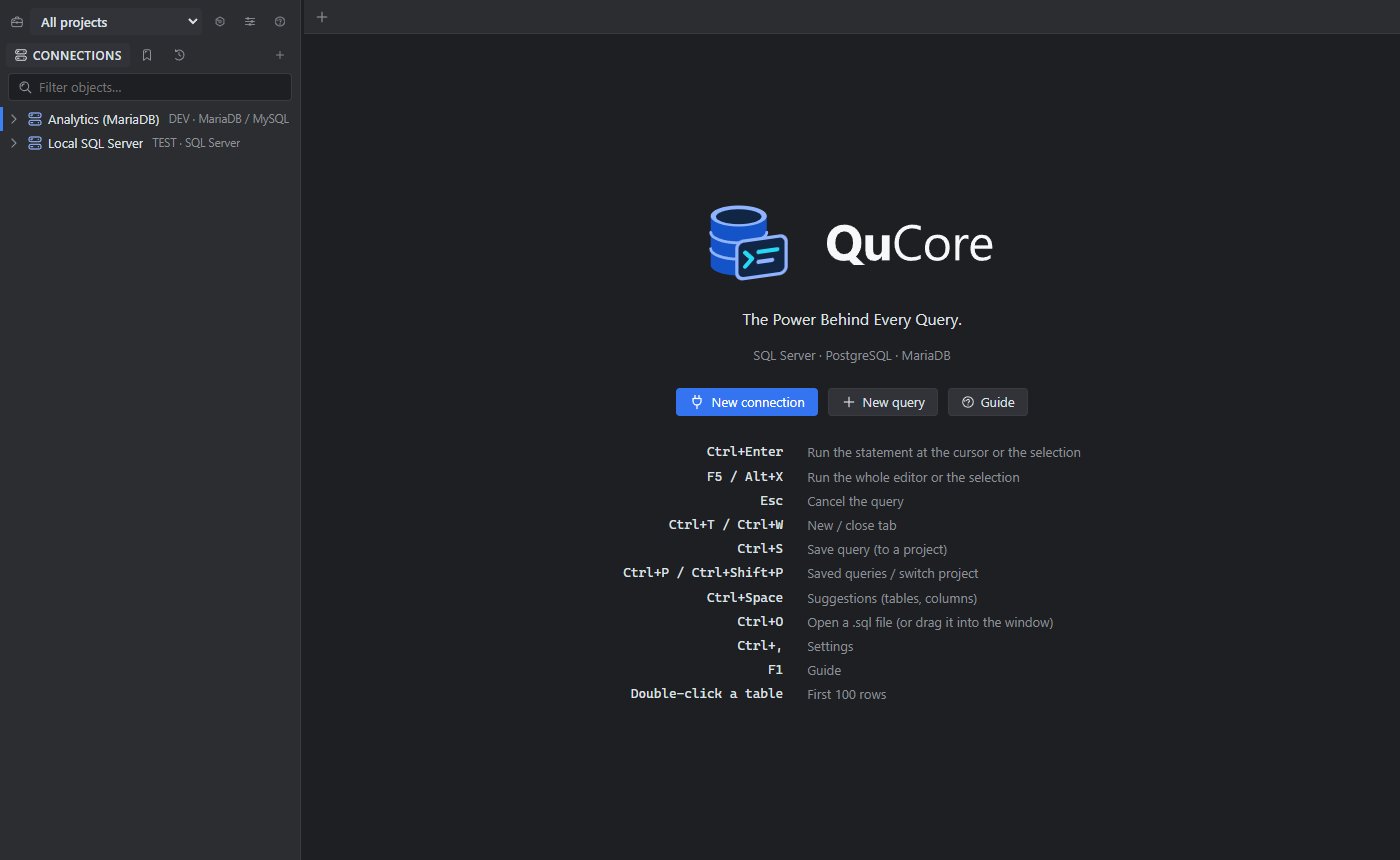 All projects
CONNECTIONS
Filter objects...
Analytics (MariaDB) DEV · MariaDB / MySQL
Local SQL Server TEST · SQL Server
QuCore
The Power Behind Every Query.
SQL Server · PostgreSQL · MariaDB
New connection New query Guide
Ctrl+Enter Run the statement at the cursor or the selection
F5 / Alt+X Run the whole editor or the selection
Esc Cancel the query
Ctrl+T / Ctrl+W New / close tab
Ctrl+S Save query (to a project)
Ctrl+P / Ctrl+Shift+P Saved queries / switch project
Ctrl+Space Suggestions (tables, columns)
Ctrl+O Open a .sql file (or drag it into the window)
Ctrl+, Settings
F1 Guide
Double-click a table First 100 rows